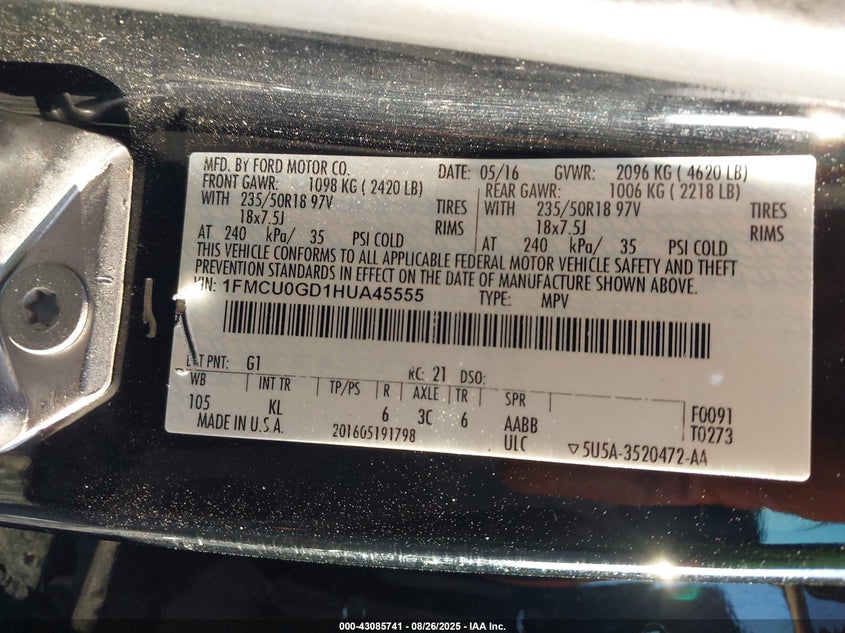 MFD. BY FORD MOTOR CO. DATE: 05/16 GVWR: 2096 KG ( 4620 LB)
FRONT GAWR: 1098 KG ( 2420 LB) REAR GAWR: 1006 KG ( 2218 LB)
WITH 235/50R18 97V TIRES WITH 235/50R18 97V TIRES
18x7.5J RIMS 18x7.5J RIMS
AT 240 kPa/ 35 PSI COLD AT 240 kPa/ 35 PSI COLD
THIS VEHICLE CONFORMS TO ALL APPLICABLE FEDERAL MOTOR VEHICLE SAFETY AND THEFT
PREVENTION STANDARDS IN EFFECT ON THE DATE OF MANUFACTURE SHOWN ABOVE.
VIN: 1FMCU0GD1HUA45555 TYPE: MPV
EXT PNT: G1 RC: 21 DSO:
WB INT TR TP/PS R AXLE TR SPR
105 KL 6 3C 6 AABB F0091
MADE IN U.S.A. 201605191798 ULC T0273
▽5U5A-3520472-AA
000-43085741 - 08/26/2025 - IAA Inc.